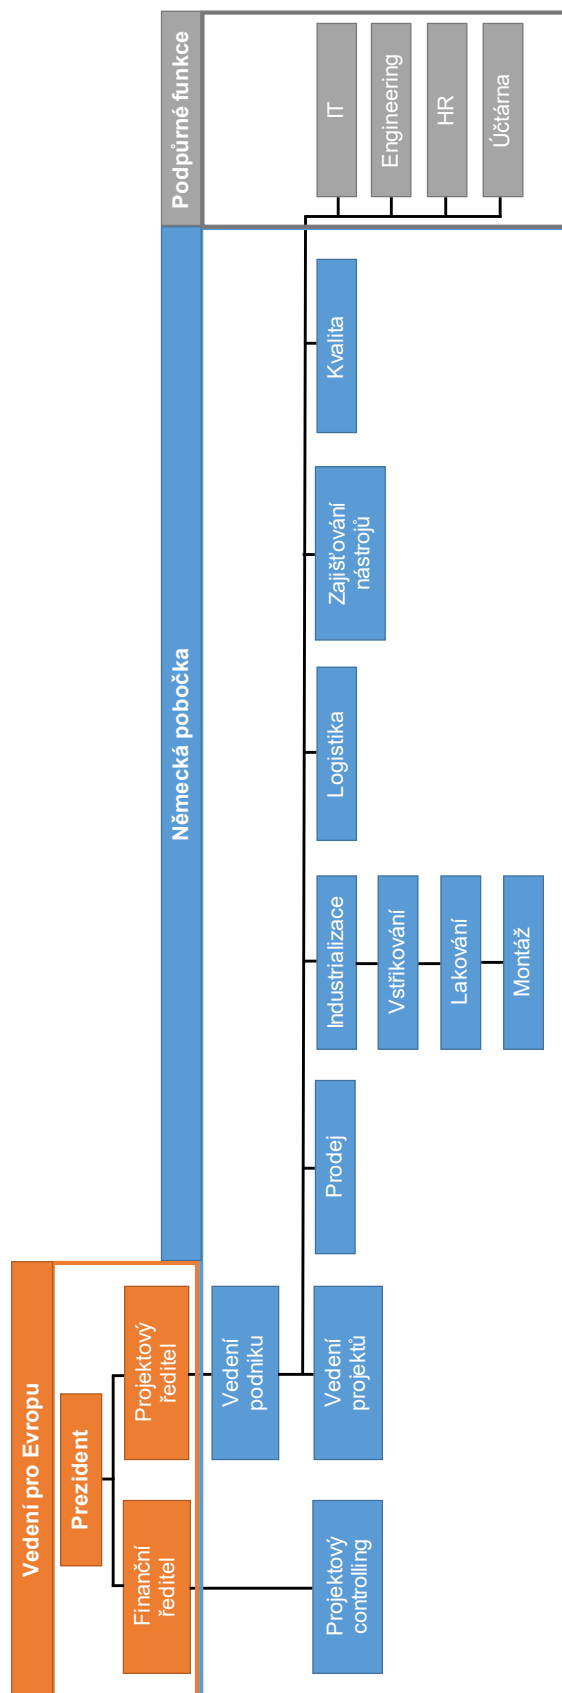 Vedení pro Evropu
Prezident
Finanční
ředitel
Projektový
ředitel
Německá pobočka
Podpůrné funkce
Vedení
podniku
Projektový
controlling
Vedení
projektů
Prodej
Industrializace
Vstřikování
Lakování
Montáž
Logistika
Zajišťování
nástrojů
Kvalita
IT
Engineering
HR
Účtárna